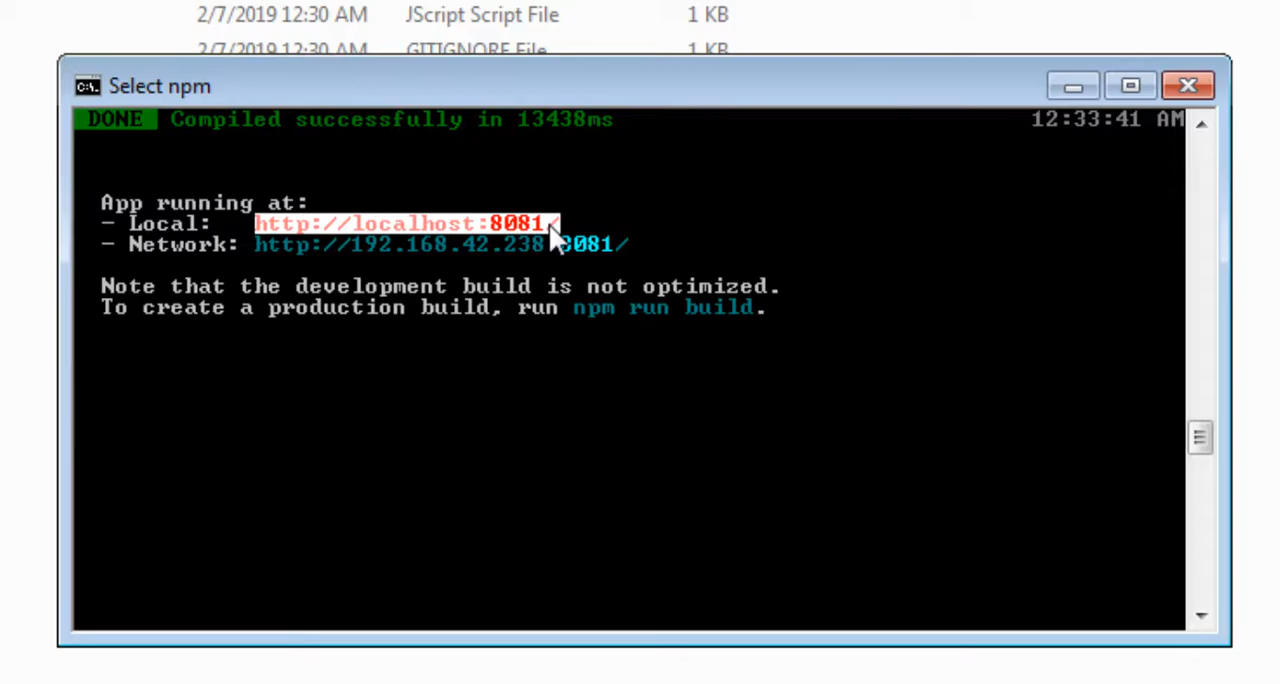 2/7/2019 12:30 AM JScript Script File 1 KB
2/7/2019 12:30 AM GITIGNORE File 1 KB
Select npm
DONE Compiled successfully in 13438ms 12:33:41 AM
App running at:
- Local: http://localhost:8081/
- Network: http://192.168.42.238:8081/
Note that the development build is not optimized.
To create a production build, run npm run build.